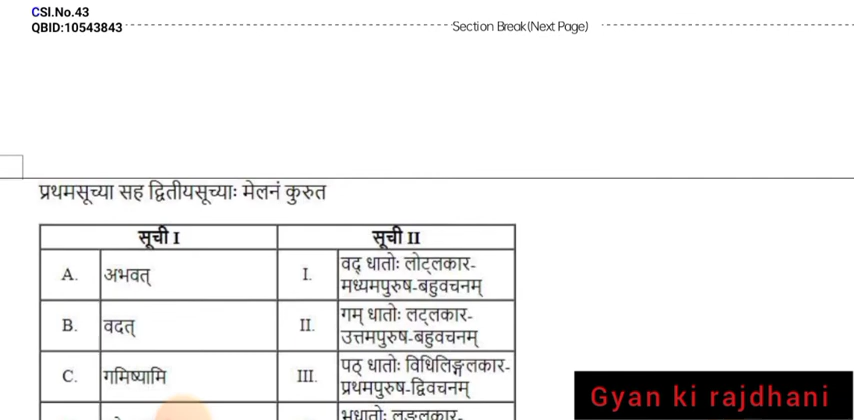 CSI.No.43
QBID:10543843
Section Break (Next Page)
प्रथमसूच्या सह द्वितीयसूच्याः मेलनं कुरुत
सूची I सूची II
A. अभवत् I. वद् धातोः लोट्लकार-
मध्यमपुरुष-बहुवचनम्
B. वदत् II. गम् धातोः लट्लकार-
उत्तमपुरुष-बहुवचनम्
C. गमिष्यामि III. पठ् धातोः विधिलिङ्गलकार-
प्रथमपुरुष-द्विवचनम्
भूधातोः लङ्लकार-
Gyan ki rajdhani